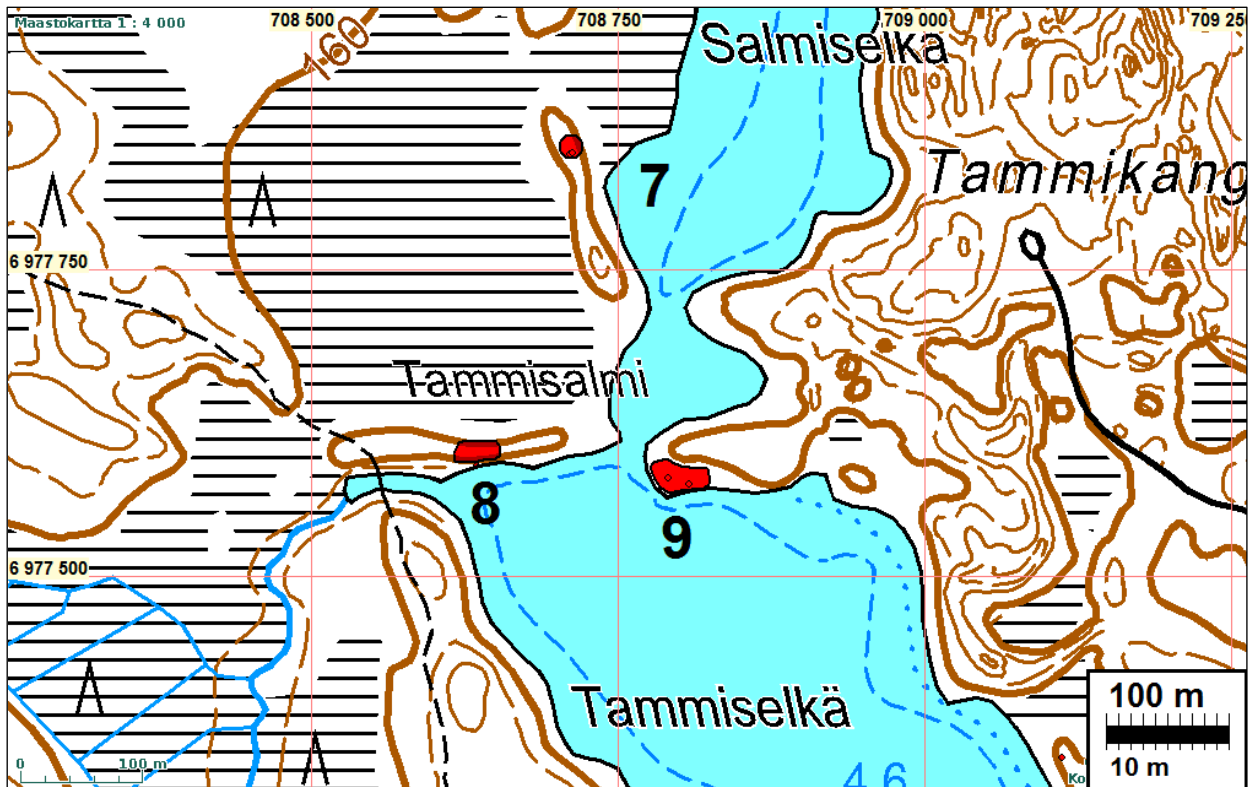 Maastokartta 1 : 4 000
708 500
708 750
709 000
709 25
160
Salmiselkä
7
Tammikang
6 977 750
Tammisalmi
8
9
6 977 500
Tammiselkä
100 m
10 m
0
100 m
4,6
Ko